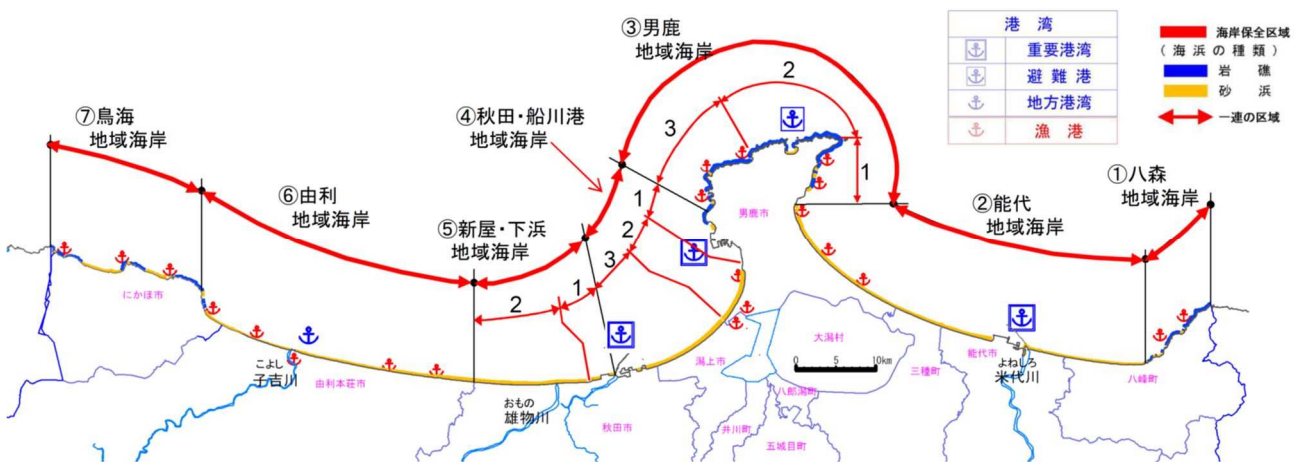 ③男鹿
地域海岸
④秋田・船川港
地域海岸
⑦鳥海
地域海岸
⑥由利
地域海岸
⑤新屋・下浜
地域海岸
①八森
地域海岸
②能代
地域海岸
港湾
重要港湾
避難港
地方港湾
漁港
海岸保全区域
(海浜の種類)
岩礁
砂浜
一連の区域
2
3
1
1
2
3
1
2
男鹿市
にかほ市
こよし
子吉川
由利本荘市
おもの
雄物川
秋田市
潟上市
大潟村
0 5 10km
八郎潟町
井川町
五城目町
三種町
能代市
よねしろ
米代川
八峰町